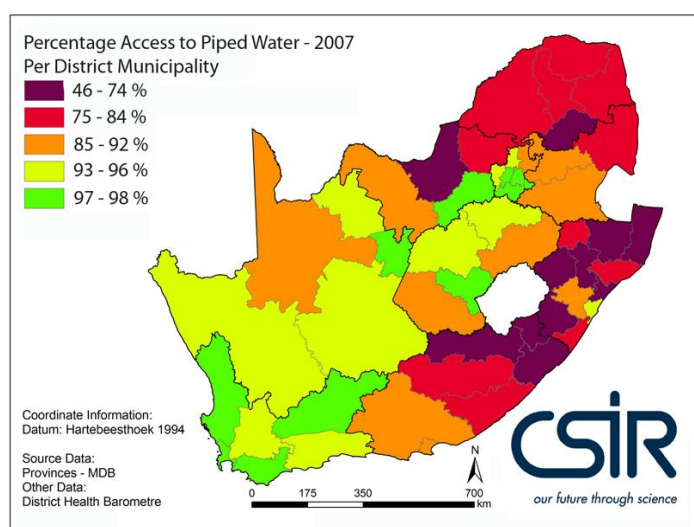 Percentage Access to Piped Water - 2007
Per District Municipality
46 - 74 %
75 - 84 %
85 - 92 %
93 - 96 %
97 - 98 %
Coordinate Information:
Datum: Hartebeesthoek 1994
Source Data:
Provinces - MDB
Other Data:
District Health Barometre
N
0 175 350 700
km
CSIR
our future through science